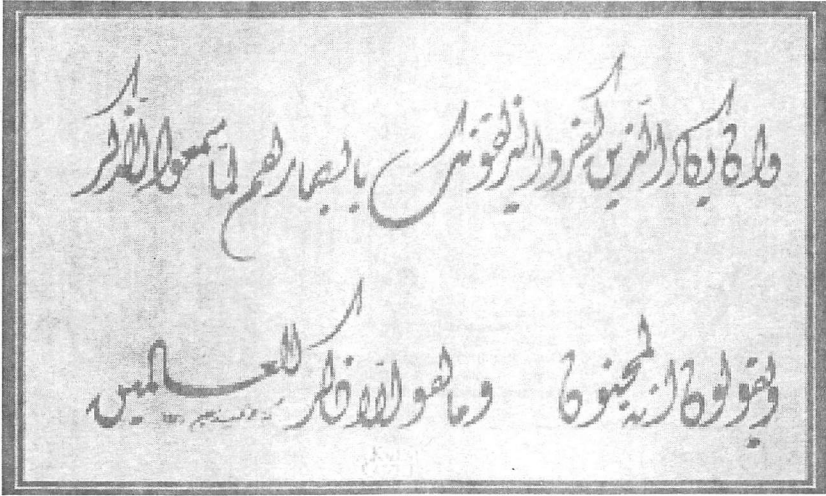 وان يكاد الذين كفروا ليزلقونك بابصارهم لما سمعوا الذكر
ويقولون انه لمجنون وما هو الا ذكر للعالمين